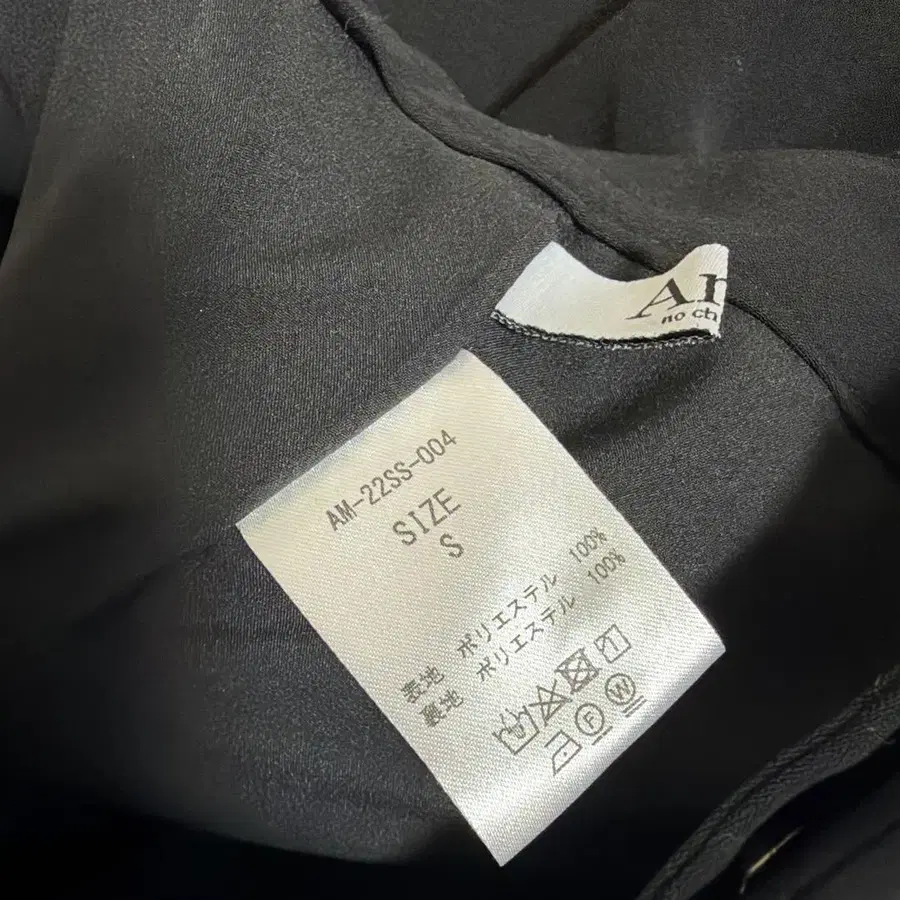 no ch
AM-22SS-004
SIZE
S
表地 ポリエステル 100%
裏地 ポリエステル 100%
F
W